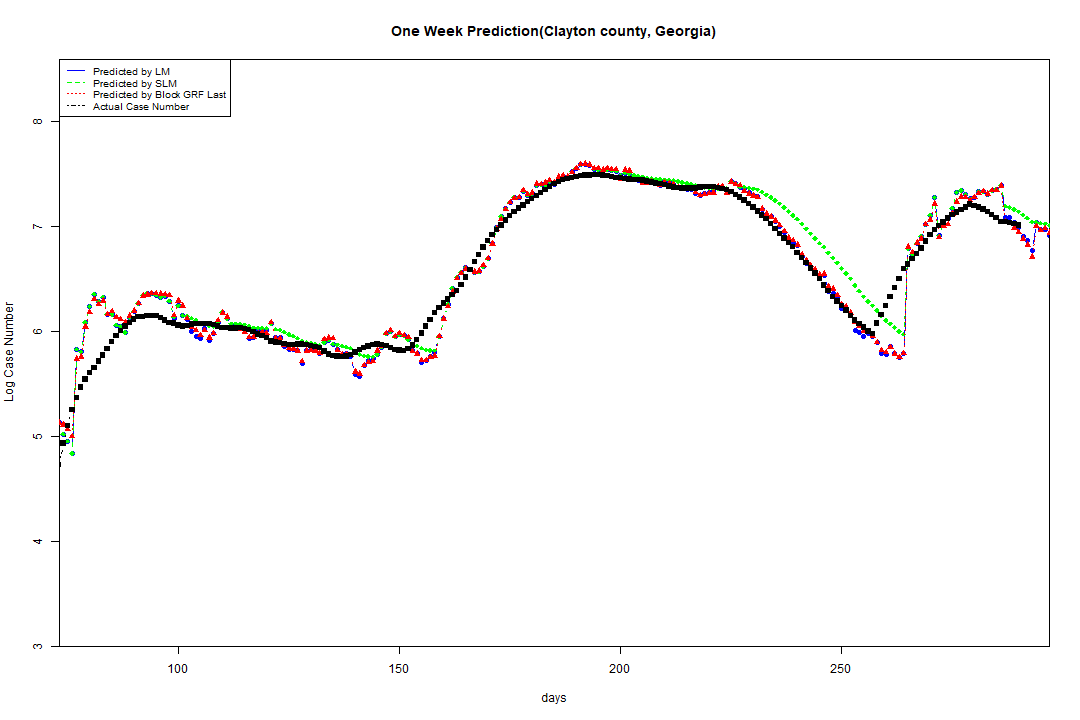 One Week Prediction(Clayton county, Georgia)
Predicted by LM
Predicted by SLM
Predicted by Block GRF Last
Actual Case Number
8
7
6
5
4
3
Log Case Number
100 150 200 250
days